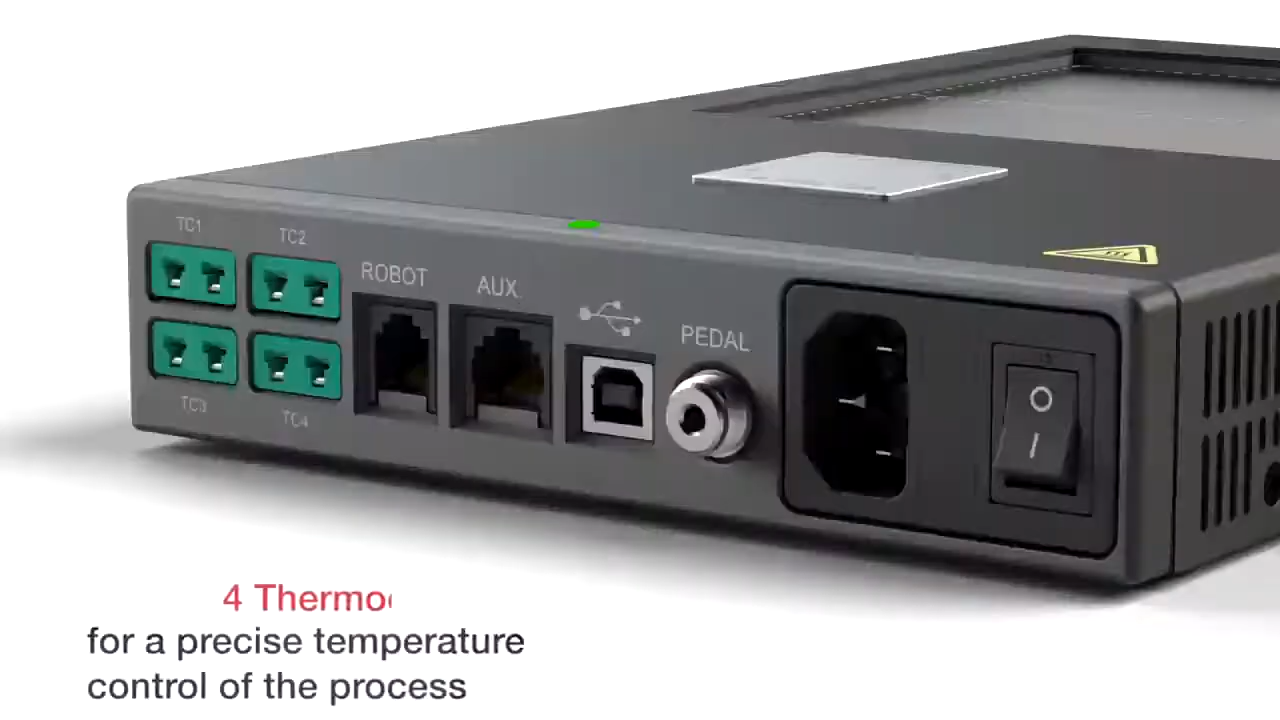 TC1
TC2
ROBOT
AUX.
PEDAL
TC3
TC4
4 Thermo
for a precise temperature
control of the process